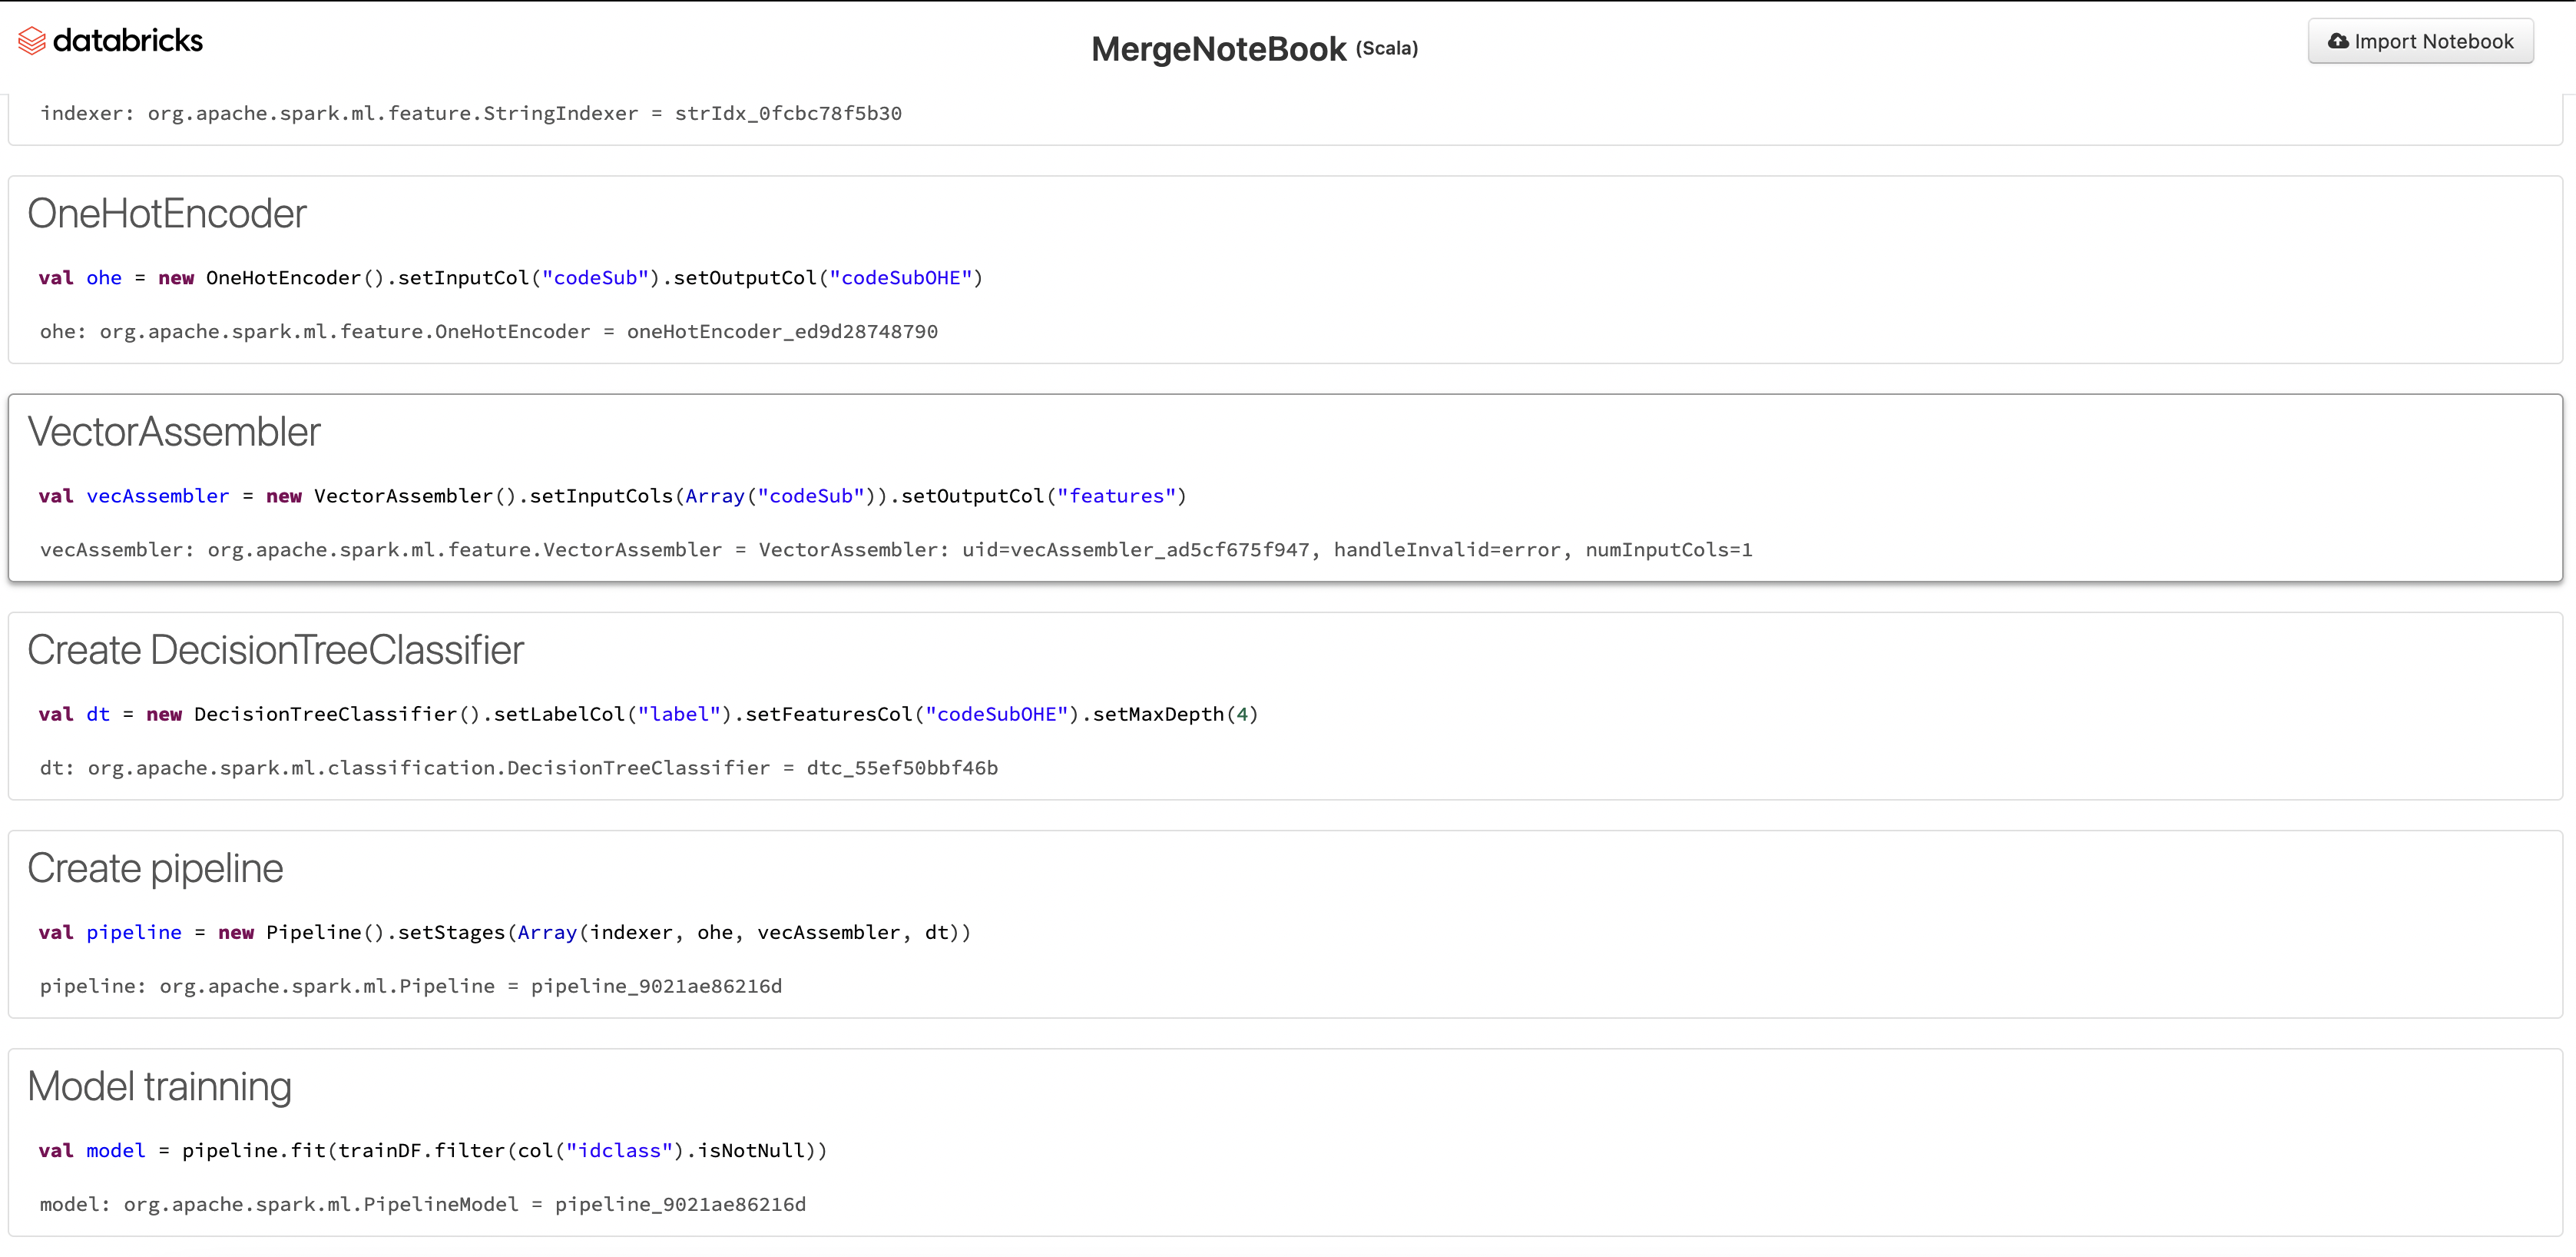 databricks
MergeNoteBook (Scala)
Import Notebook
indexer: org.apache.spark.ml.feature.StringIndexer = strIdx_0fcbc78f5b30
OneHotEncoder
val ohe = new OneHotEncoder().setInputCol("codeSub").setOutputCol("codeSubOHE")
ohe: org.apache.spark.ml.feature.OneHotEncoder = oneHotEncoder_ed9d28748790
VectorAssembler
val vecAssembler = new VectorAssembler().setInputCols(Array("codeSub")).setOutputCol("features")
vecAssembler: org.apache.spark.ml.feature.VectorAssembler = VectorAssembler: uid=vecAssembler_ad5cf675f947, handleInvalid=error, numInputCols=1
Create DecisionTreeClassifier
val dt = new DecisionTreeClassifier().setLabelCol("label").setFeaturesCol("codeSubOHE").setMaxDepth(4)
dt: org.apache.spark.ml.classification.DecisionTreeClassifier = dtc_55ef50bbf46b
Create pipeline
val pipeline = new Pipeline().setStages(Array(indexer, ohe, vecAssembler, dt))
pipeline: org.apache.spark.ml.Pipeline = pipeline_9021ae86216d
Model trainning
val model = pipeline.fit(trainDF.filter(col("idclass").isNotNull))
model: org.apache.spark.ml.PipelineModel = pipeline_9021ae86216d